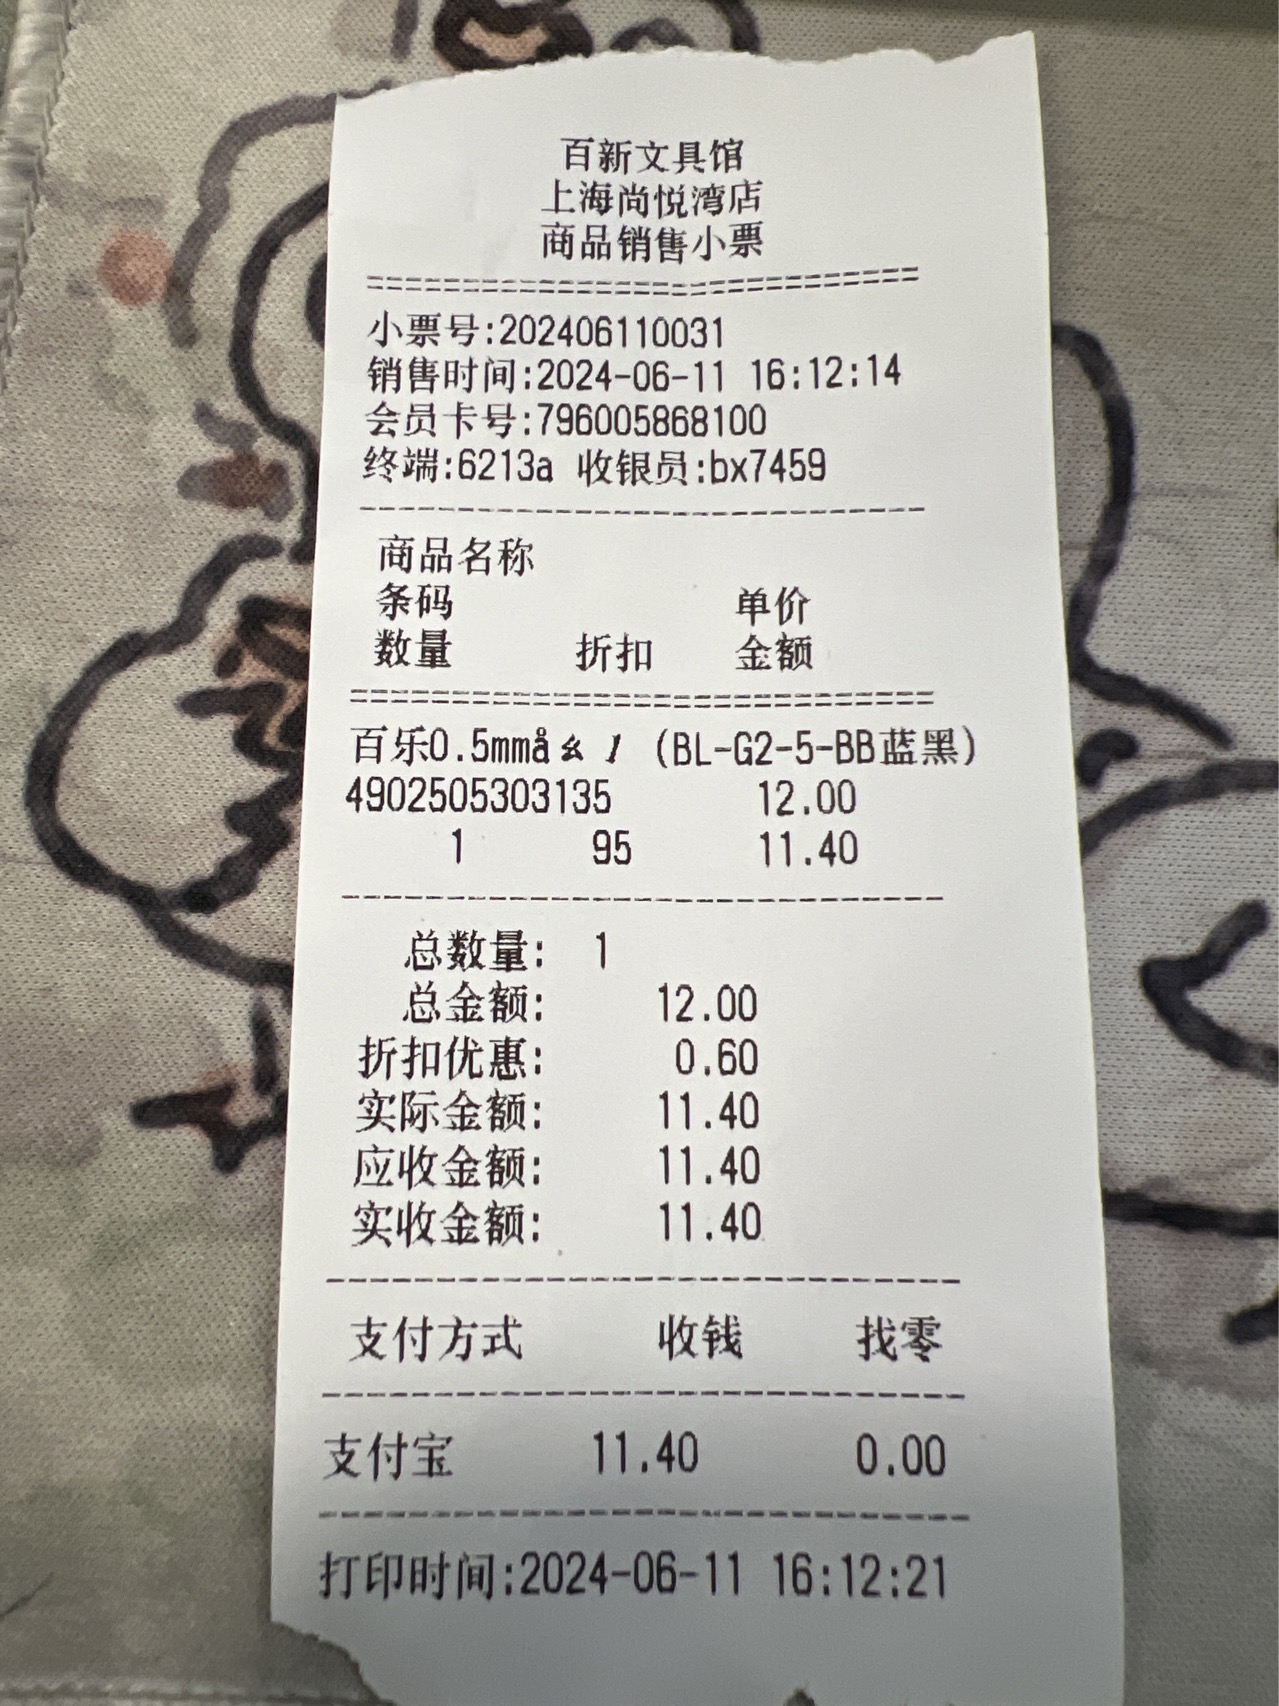 百新文具馆
上海尚悦湾店
商品销售小票
==============================
小票号:202406110031
销售时间:2024-06-11 16:12:14
会员卡号:796005868100
终端:6213a 收银员:bx7459
------------------------------
商品名称
条码 单价
数量 折扣 金额
==============================
百乐0.5mmå (BL-G2-5-BB蓝黑)
4902505303135 12.00
1 95 11.40
------------------------------
总数量: 1
总金额: 12.00
折扣优惠: 0.60
实际金额: 11.40
应收金额: 11.40
实收金额: 11.40
------------------------------
支付方式 收钱 找零
------------------------------
支付宝 11.40 0.00
------------------------------
打印时间:2024-06-11 16:12:21